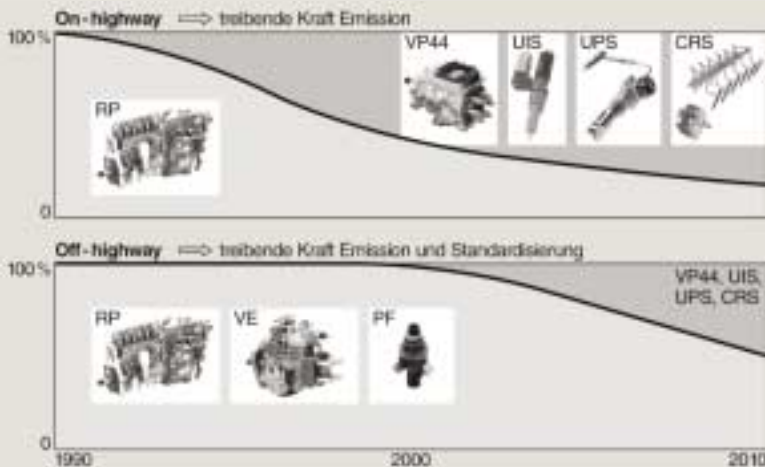 On-highway ⇒ treibende Kraft Emission
100 %
VP44 UIS UPS CRS
RP
0
Off-highway ⇒ treibende Kraft Emission und Standardisierung
100 %
VP44, UIS,
UPS, CRS
RP VE PF
0
1990 2000 2010